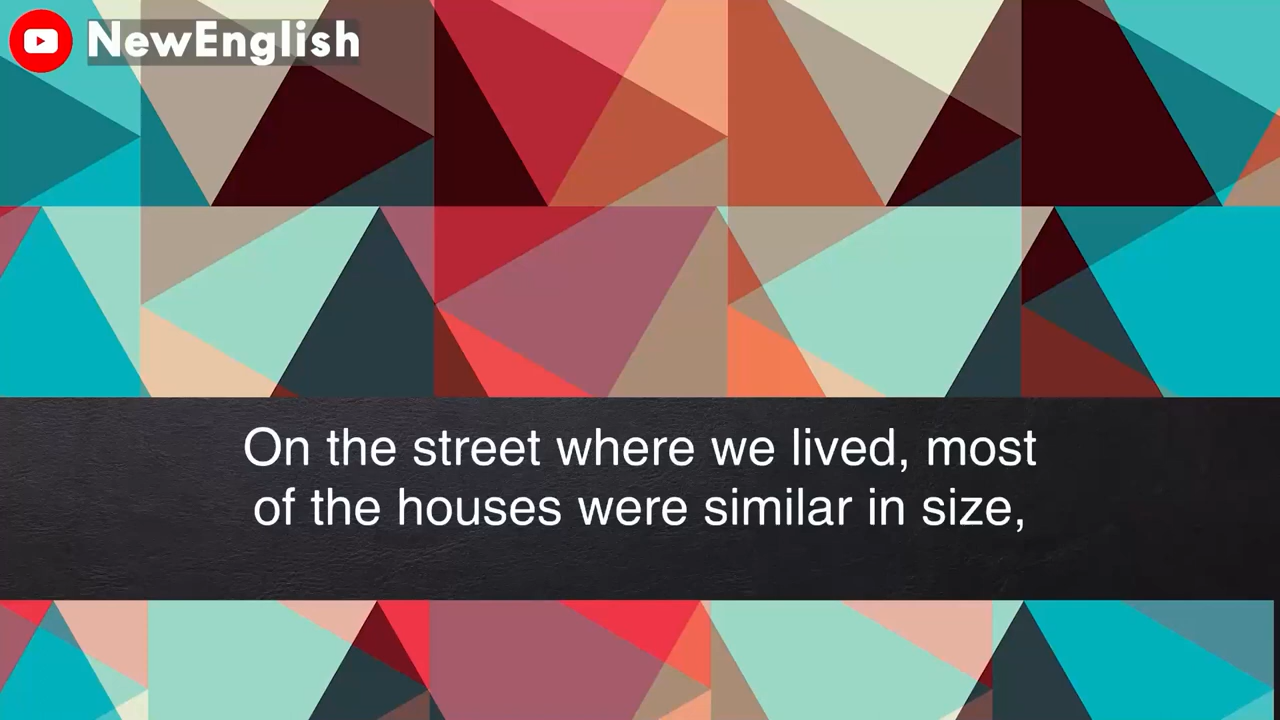 NewEnglish
On the street where we lived, most
of the houses were similar in size,